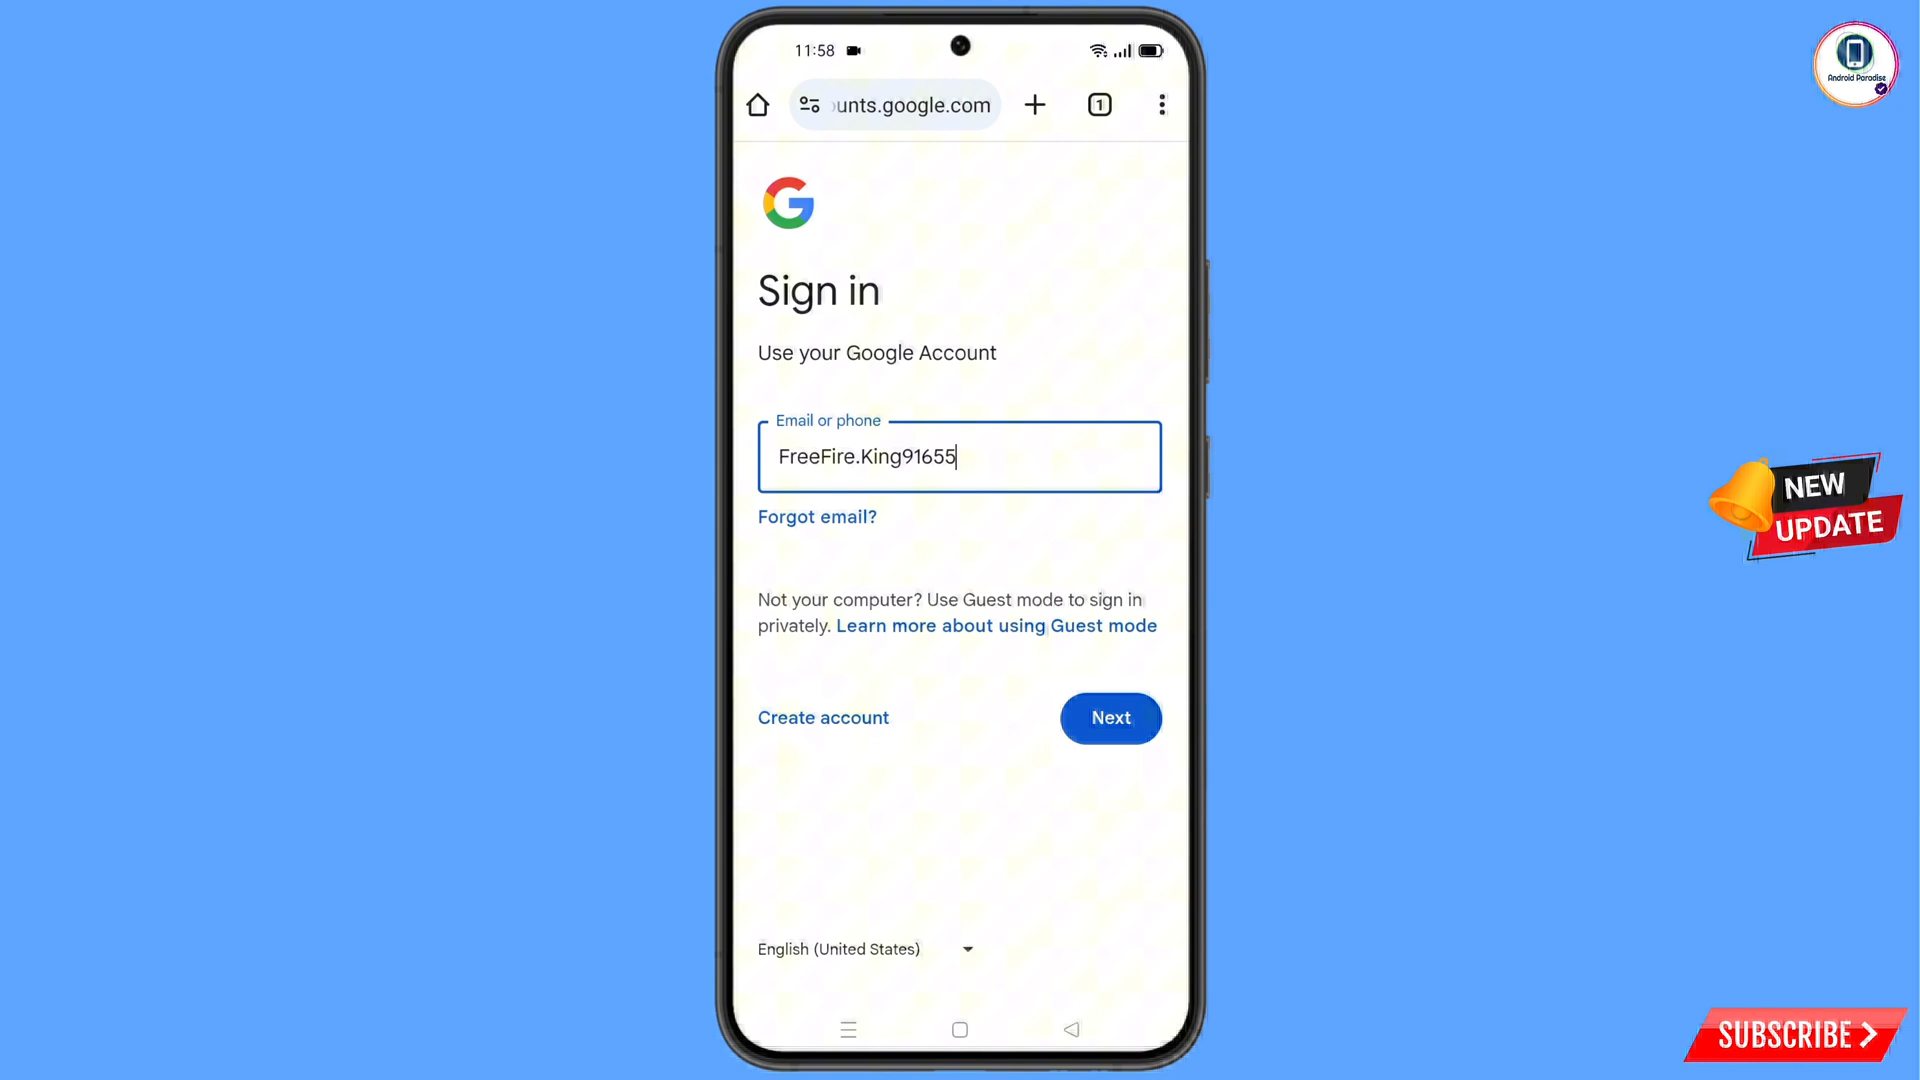 11:58
Android Paradise
1
unts.google.com
Sign in
Use your Google Account
Email or phone
FreeFire.King91655
Forgot email?
NEW
UPDATE
Not your computer? Use Guest mode to sign in
privately. Learn more about using Guest mode
Create account
Next
English (United States)
SUBSCRIBE